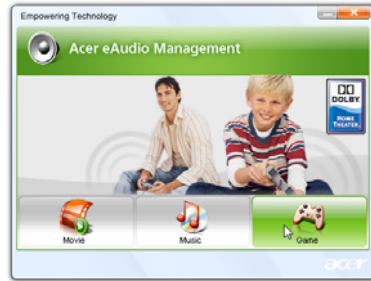 Empowering Technology
Acer eAudio Management
DOLBY
HOME
THEATER
Movie
Music
Game
acer